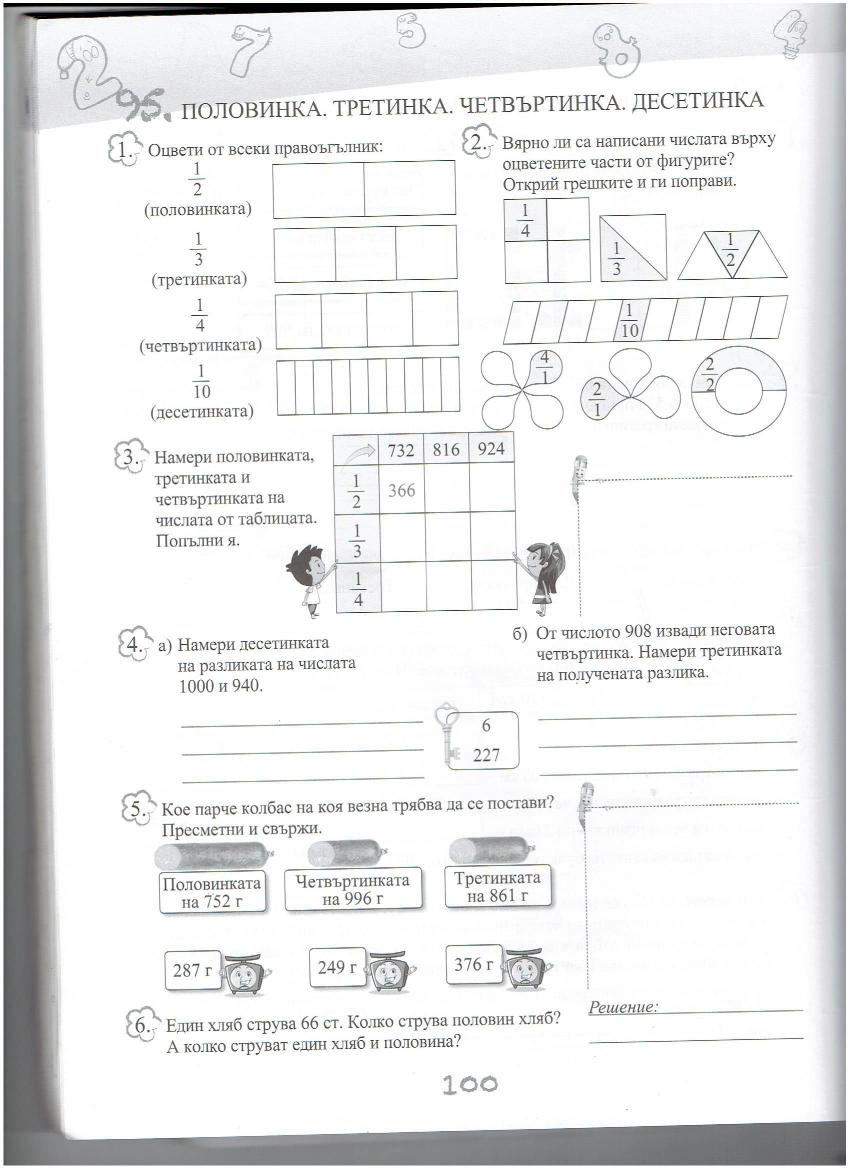 2 7 5 8 4
95. ПОЛОВИНКА. ТРЕТИНКА. ЧЕТВЪРТИНКА. ДЕСЕТИНКА
1. Оцвети от всеки правоъгълник:
1/2
(половинката)
1/3
(третинката)
1/4
(четвъртинката)
1/10
(десетинката)
2. Вярно ли са написани числата върху
оцветените части от фигурите?
Открий грешките и ги поправи.
1/4 1/3 1/2
1/10
4/1 2/1 2/2
3. Намери половинката,
третинката и
четвъртинката на
числата от таблицата.
Попълни я.
732 816 924
1/2 366
1/3
1/4
4. а) Намери десетинката
на разликата на числата
1000 и 940.
б) От числото 908 извади неговата
четвъртинка. Намери третинката
на получената разлика.
6
227
5. Кое парче колбас на коя везна трябва да се постави?
Пресметни и свържи.
Половинката
на 752 г
Четвъртинката
на 996 г
Третинката
на 861 г
287 г 249 г 376 г
6. Един хляб струва 66 ст. Колко струва половин хляб?
А колко струват един хляб и половина?
Решение:
100